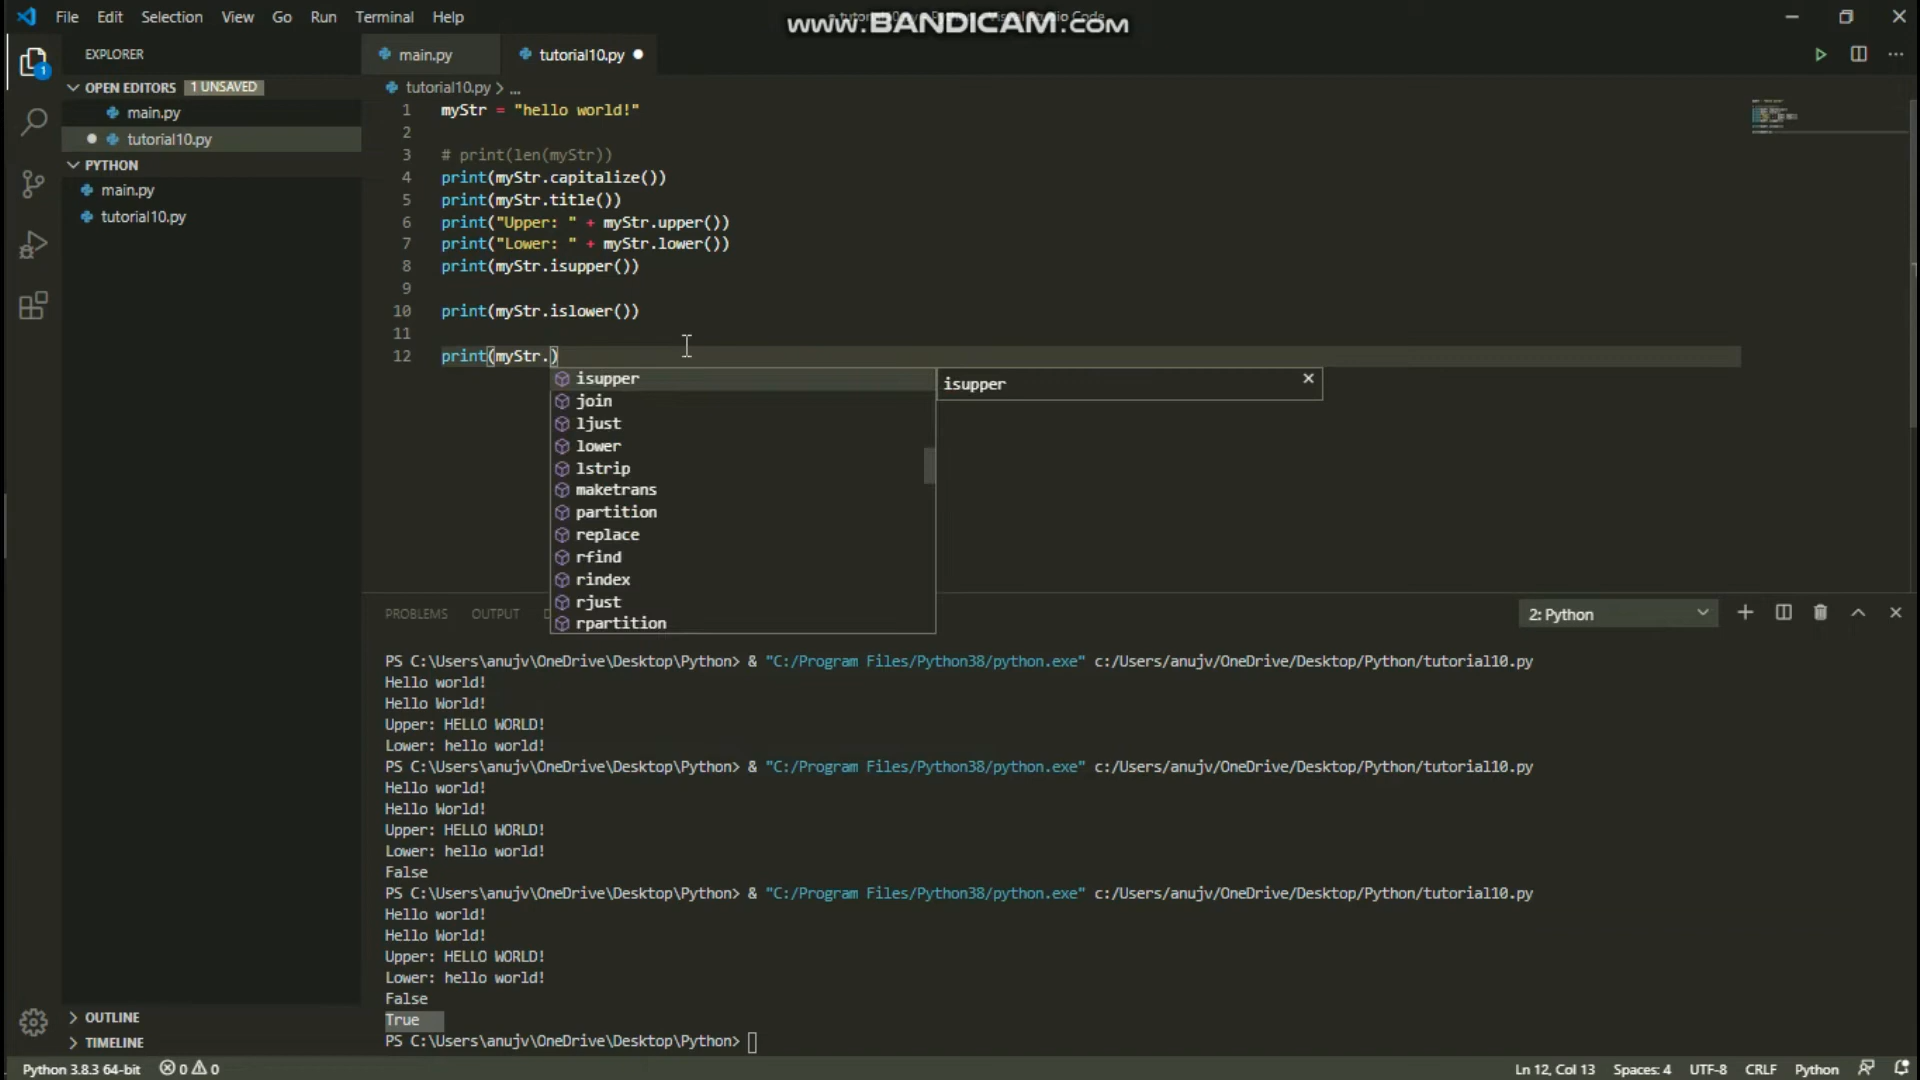 File Edit Selection View Go Run Terminal Help
www.BANDICAM.com
EXPLORER
OPEN EDITORS 1 UNSAVED
main.py
tutorial10.py
PYTHON
main.py
tutorial10.py
OUTLINE
TIMELINE
main.py tutorial10.py
tutorial10.py > ...
1 myStr = "hello world!"
2
3 # print(len(myStr))
4 print(myStr.capitalize())
5 print(myStr.title())
6 print("Upper: " + myStr.upper())
7 print("Lower: " + myStr.lower())
8 print(myStr.isupper())
9
10 print(myStr.islower())
11
12 print(myStr.)
isupper
join
ljust
lower
lstrip
maketrans
partition
replace
rfind
rindex
rjust
rpartition
isupper
PROBLEMS OUTPUT
2: Python
PS C:\Users\anujv\OneDrive\Desktop\Python> & "C:/Program Files/Python38/python.exe" c:/Users/anujv/OneDrive/Desktop/Python/tutorial10.py
Hello world!
Hello World!
Upper: HELLO WORLD!
Lower: hello world!
PS C:\Users\anujv\OneDrive\Desktop\Python> & "C:/Program Files/Python38/python.exe" c:/Users/anujv/OneDrive/Desktop/Python/tutorial10.py
Hello world!
Hello World!
Upper: HELLO WORLD!
Lower: hello world!
False
PS C:\Users\anujv\OneDrive\Desktop\Python> & "C:/Program Files/Python38/python.exe" c:/Users/anujv/OneDrive/Desktop/Python/tutorial10.py
Hello world!
Hello World!
Upper: HELLO WORLD!
Lower: hello world!
False
True
PS C:\Users\anujv\OneDrive\Desktop\Python>
Python 3.8.3 64-bit 0 0 Ln 12, Col 13 Spaces: 4 UTF-8 CRLF Python